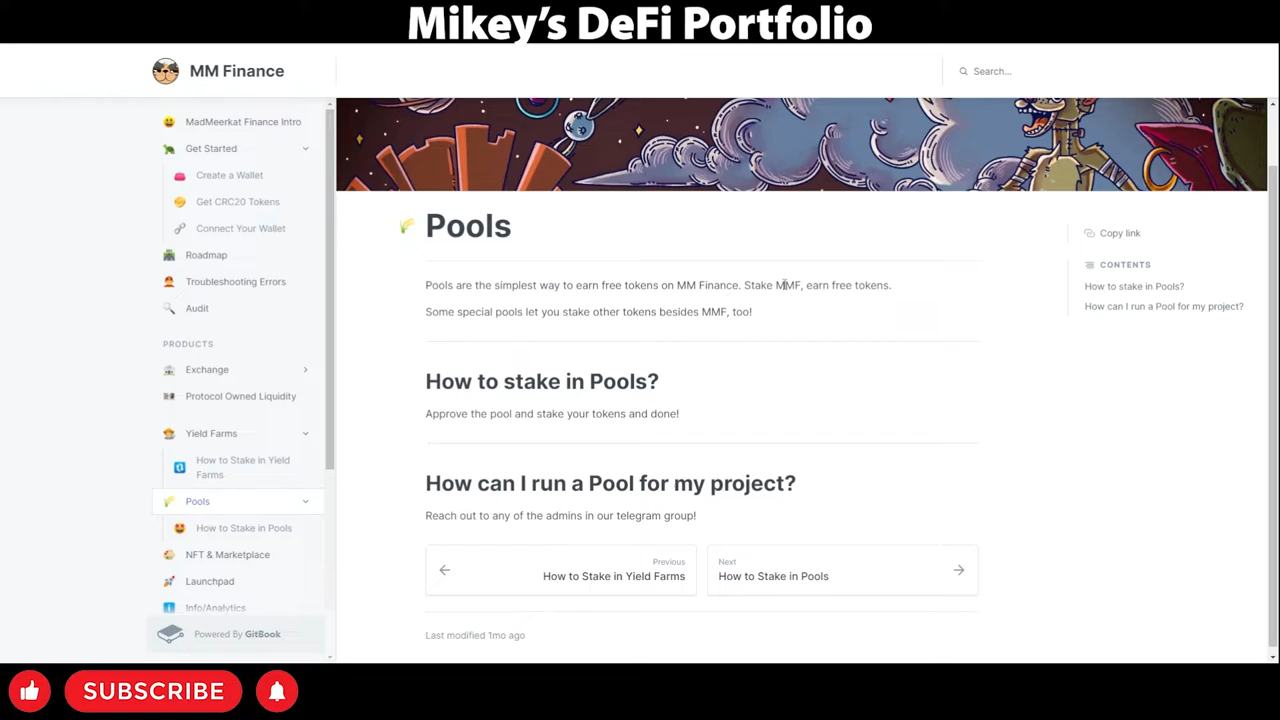 Mikey's DeFi Portfolio
MM Finance
Search...
MadMeerkat Finance Intro
Get Started
Create a Wallet
Get CRC20 Tokens
Connect Your Wallet
Roadmap
Troubleshooting Errors
Audit
PRODUCTS
Exchange
Protocol Owned Liquidity
Yield Farms
How to Stake in Yield
Farms
Pools
How to Stake in Pools
NFT & Marketplace
Launchpad
Info/Analytics
Powered By GitBook
Pools
Pools are the simplest way to earn free tokens on MM Finance. Stake MMF, earn free tokens.
Some special pools let you stake other tokens besides MMF, too!
How to stake in Pools?
Approve the pool and stake your tokens and done!
How can I run a Pool for my project?
Reach out to any of the admins in our telegram group!
Previous
How to Stake in Yield Farms
Next
How to Stake in Pools
Last modified 1mo ago
Copy link
CONTENTS
How to stake in Pools?
How can I run a Pool for my project?
SUBSCRIBE